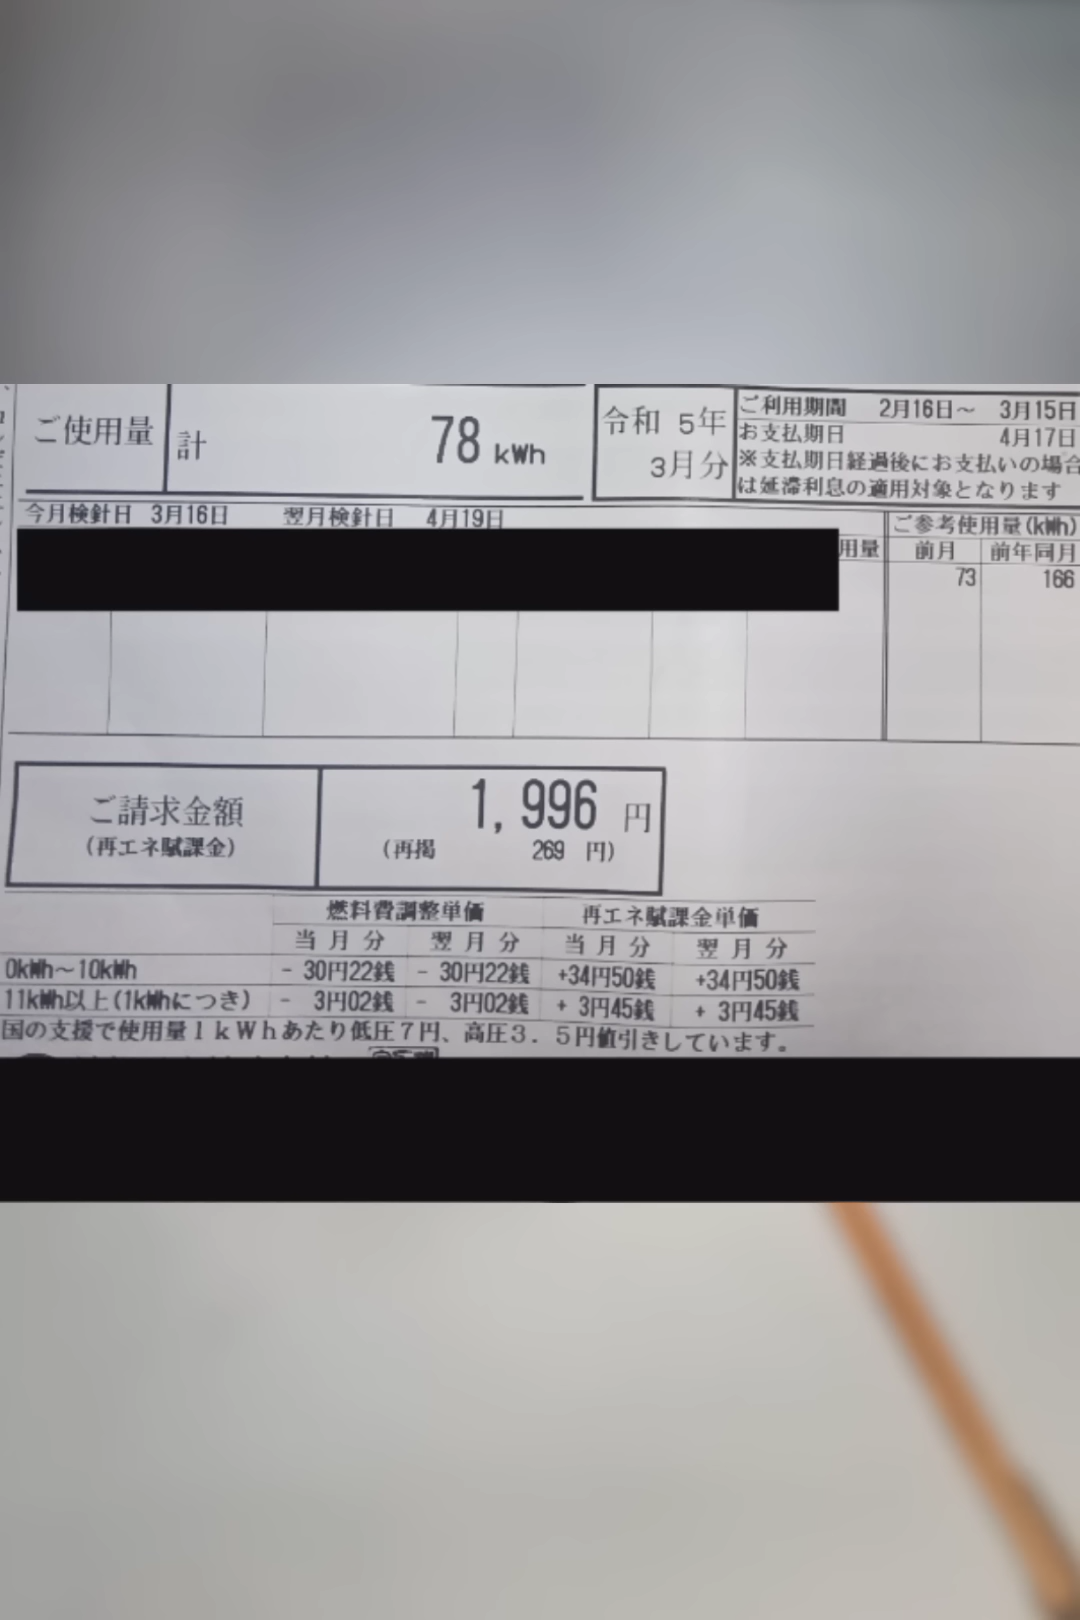 ご使用量 計 78 kWh
令和 5年
3月分
ご利用期間 2月16日～ 3月15日
お支払期日 4月17日
※支払期日経過後にお支払いの場合
は延滞利息の適用対象となります
今月検針日 3月16日 翌月検針日 4月19日
ご参考使用量(kWh)
用量 前月 前年同月
73 166
ご請求金額 1,996 円
(再エネ賦課金) (再掲 269 円)
燃料費調整単価 再エネ賦課金単価
当月分 翌月分 当月分 翌月分
0kWh～10kWh - 30円22銭 - 30円22銭 +34円50銭 +34円50銭
11kWh以上(1kWhにつき) - 3円02銭 - 3円02銭 + 3円45銭 + 3円45銭
国の支援で使用量１ｋＷｈあたり低圧７円、高圧３．５円値引きしています。